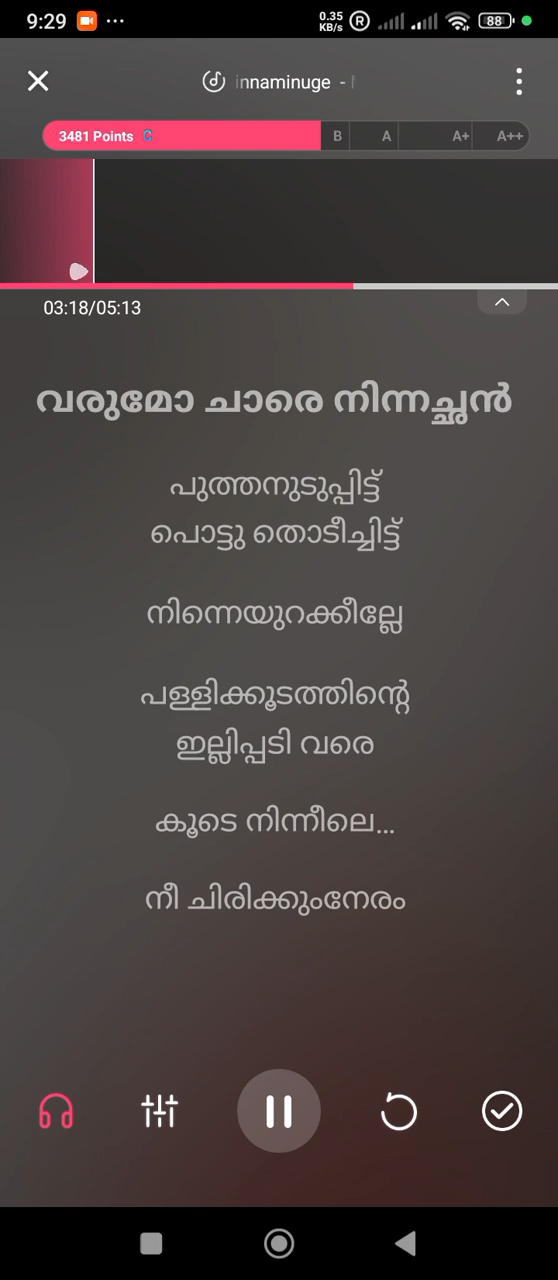 9:29
0.35
KB/s
R
88
innaminuge -
3481 Points C B A A+ A++
03:18/05:13
വരുമോ ചാരെ നിന്നച്ഛൻ
പുത്തനുടുപ്പിട്ട്
പൊട്ടു തൊടീച്ചിട്ട്
നിന്നെയുറക്കീല്ലേ
പള്ളിക്കൂടത്തിന്റെ
ഇല്ലിപ്പടി വരെ
കൂടെ നിന്നീലെ...
നീ ചിരിക്കുംനേരം